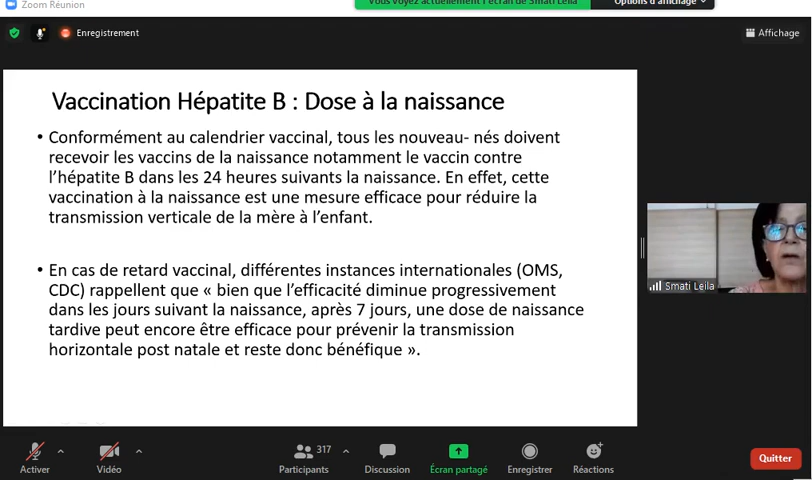 Zoom Réunion
Vous voyez actuellement l'écran de Smati Leila
Options d'affichage
Enregistrement
Affichage
Vaccination Hépatite B : Dose à la naissance
• Conformément au calendrier vaccinal, tous les nouveau- nés doivent
recevoir les vaccins de la naissance notamment le vaccin contre
l'hépatite B dans les 24 heures suivants la naissance. En effet, cette
vaccination à la naissance est une mesure efficace pour réduire la
transmission verticale de la mère à l'enfant.
• En cas de retard vaccinal, différentes instances internationales (OMS,
CDC) rappellent que « bien que l'efficacité diminue progressivement
dans les jours suivant la naissance, après 7 jours, une dose de naissance
tardive peut encore être efficace pour prévenir la transmission
horizontale post natale et reste donc bénéfique ».
Smati Leila
317
Activer
Vidéo
Participants
Discussion
Écran partagé
Enregistrer
Réactions
Quitter